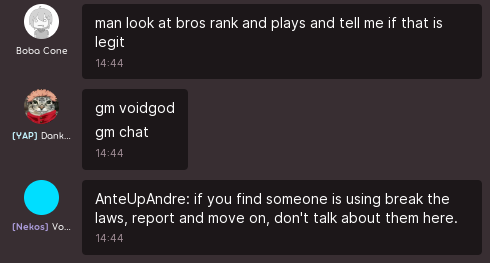 man look at bros rank and plays and tell me if that is
legit
Boba Cone
14:44
gm voidgod
gm chat
[YAP] Dank...
14:44
AnteUpAndre: if you find someone is using break the
laws, report and move on, don't talk about them here.
[Nekos] Vo...
14:44